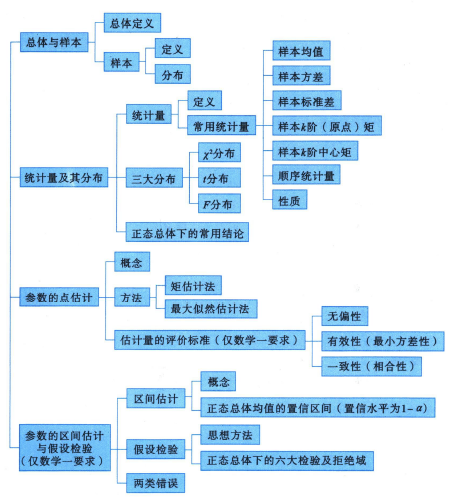 总体与样本
总体定义
样本
定义
分布
统计量及其分布
统计量
定义
常用统计量
样本均值
样本方差
样本标准差
样本k阶（原点）矩
样本k阶中心矩
顺序统计量
性质
三大分布
χ²分布
t分布
F分布
正态总体下的常用结论
参数的点估计
概念
方法
矩估计法
最大似然估计法
估计量的评价标准（仅数学一要求）
无偏性
有效性（最小方差性）
一致性（相合性）
参数的区间估计
与假设检验
（仅数学一要求）
区间估计
概念
正态总体均值的置信区间（置信水平为1-α）
假设检验
思想方法
正态总体下的六大检验及拒绝域
两类错误